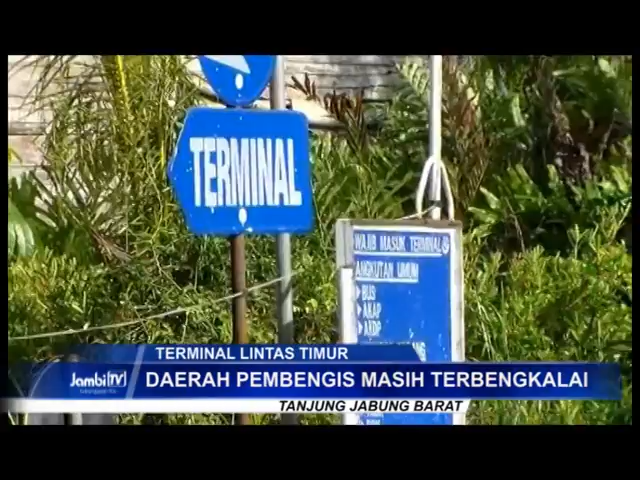 TERMINAL
WAJIB MASUK TERMINAL
ANGKUTAN UMUM
BUS
AKAP
AKDP
TERMINAL LINTAS TIMUR
JambiTV
DAERAH PEMBENGIS MASIH TERBENGKALAI
TANJUNG JABUNG BARAT